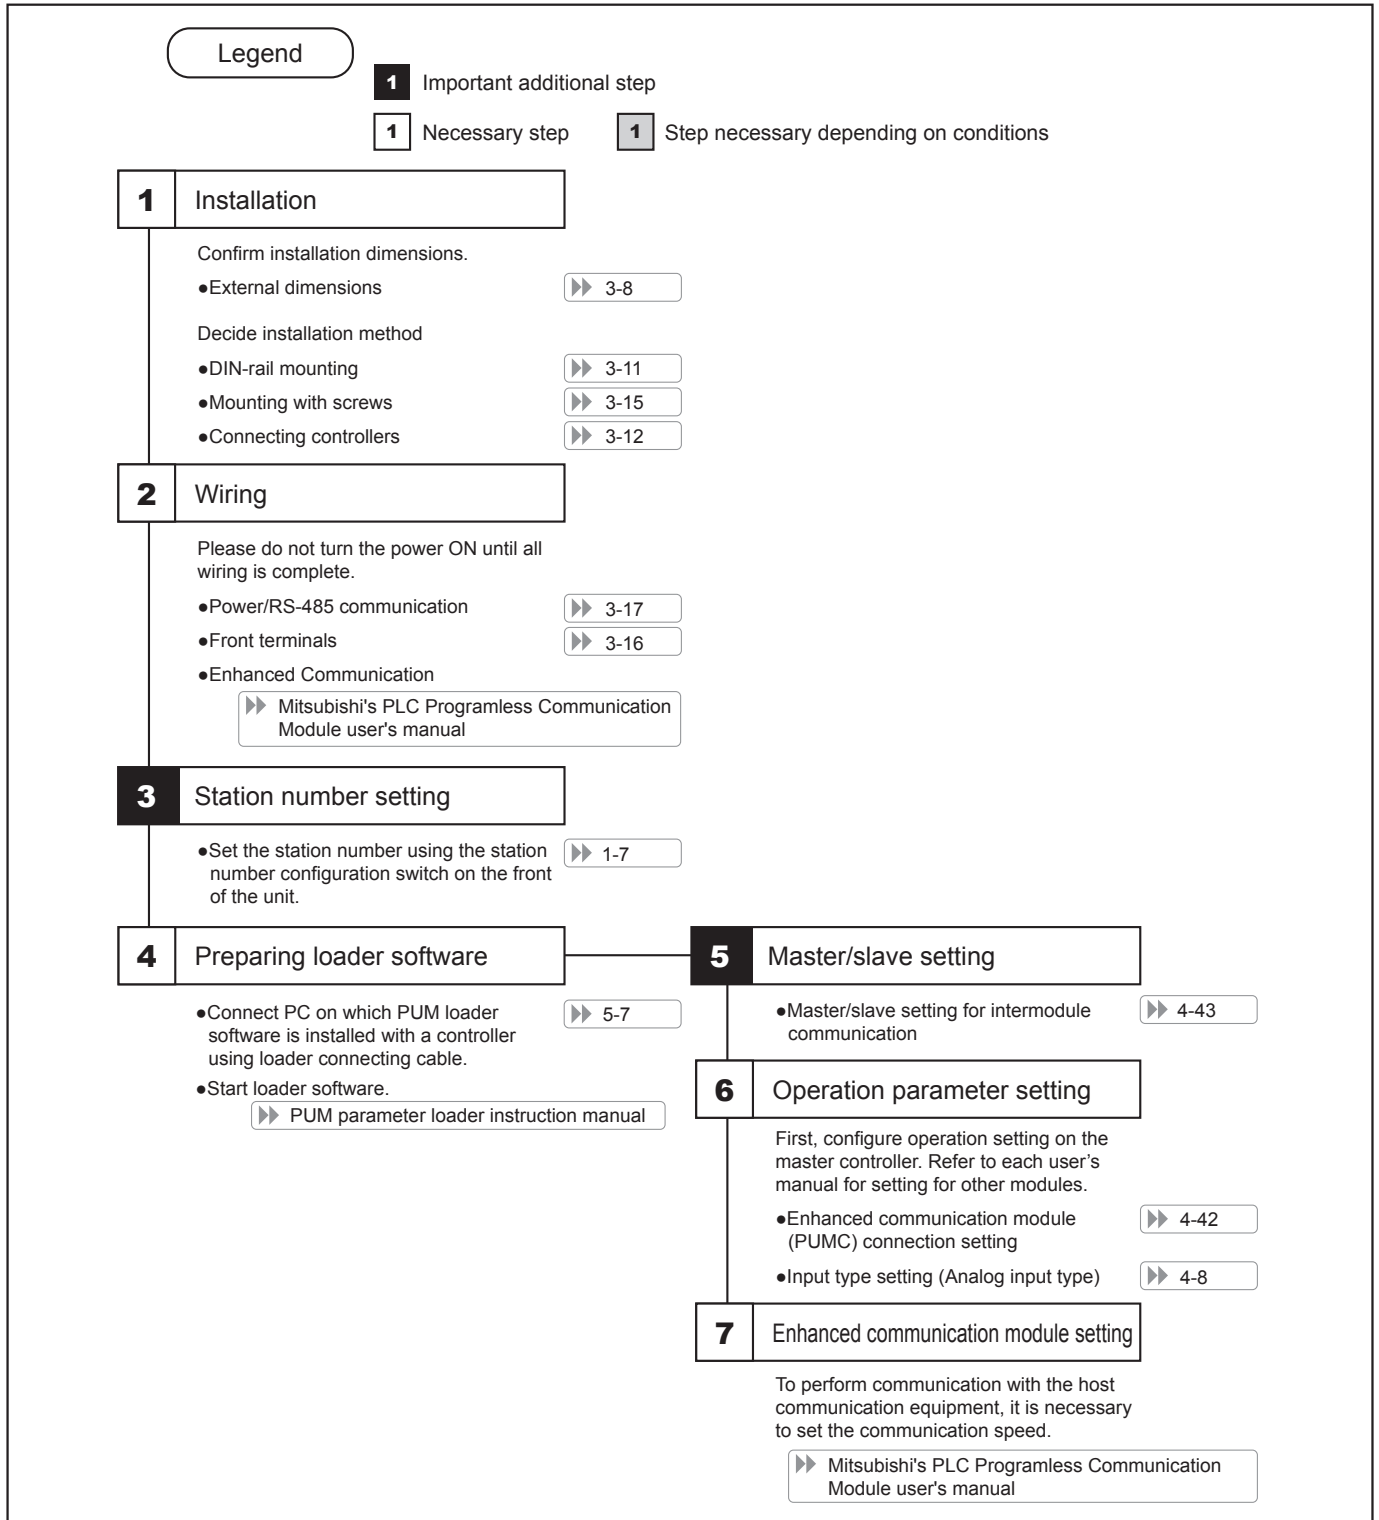 Legend
1 Important additional step
1 Necessary step
1 Step necessary depending on conditions
1 Installation
Confirm installation dimensions.
●External dimensions
3-8
Decide installation method
●DIN-rail mounting
3-11
●Mounting with screws
3-15
●Connecting controllers
3-12
2 Wiring
Please do not turn the power ON until all
wiring is complete.
●Power/RS-485 communication
3-17
●Front terminals
3-16
●Enhanced Communication
Mitsubishi's PLC Programless Communication
Module user's manual
3 Station number setting
●Set the station number using the station
number configuration switch on the front
of the unit.
1-7
4 Preparing loader software
●Connect PC on which PUM loader
software is installed with a controller
using loader connecting cable.
5-7
●Start loader software.
PUM parameter loader instruction manual
5 Master/slave setting
●Master/slave setting for intermodule
communication
4-43
6 Operation parameter setting
First, configure operation setting on the
master controller. Refer to each user’s
manual for setting for other modules.
●Enhanced communication module
(PUMC) connection setting
4-42
●Input type setting (Analog input type)
4-8
7 Enhanced communication module setting
To perform communication with the host
communication equipment, it is necessary
to set the communication speed.
Mitsubishi's PLC Programless Communication
Module user's manual